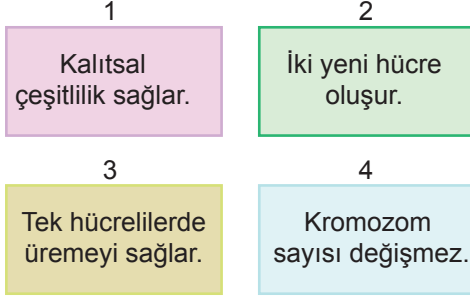 1
Kalıtsal
çeşitlilik sağlar.
2
İki yeni hücre
oluşur.
3
Tek hücrelilerde
üremeyi sağlar.
4
Kromozom
sayısı değişmez.